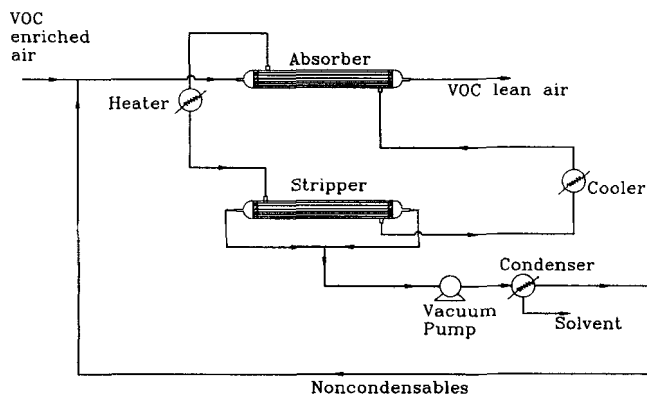 VOC
enriched
air
Absorber
VOC lean air
Heater
Stripper
Cooler
Condenser
Vacuum
Pump
Solvent
Noncondensables